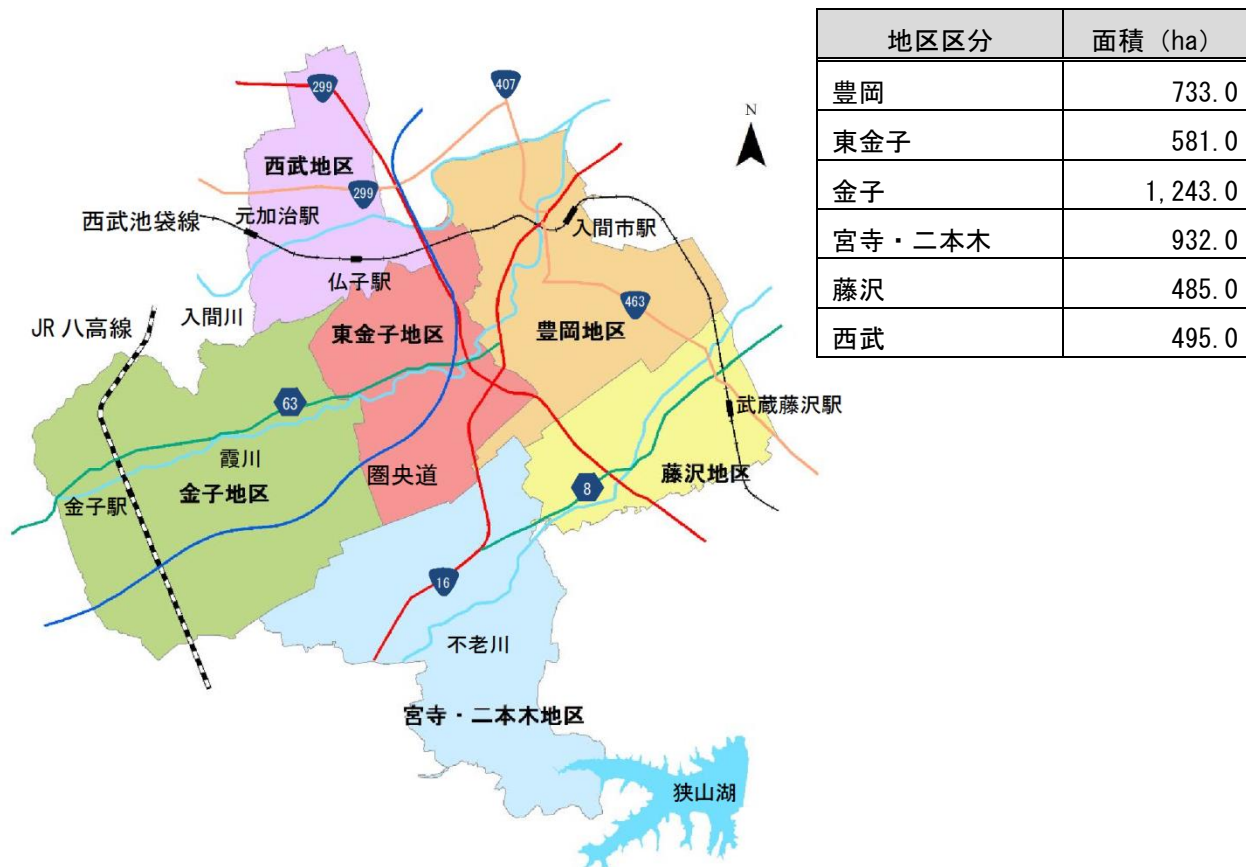 299
407
N
西武地区
299
西武池袋線
元加治駅
入間市駅
仏子駅
463
入間川
JR 八高線
東金子地区
豊岡地区
63
武蔵藤沢駅
霞川
圏央道
藤沢地区
金子駅
金子地区
8
16
不老川
宮寺・二本木地区
狭山湖
地区区分 面積（ha）
豊岡 733.0
東金子 581.0
金子 1,243.0
宮寺・二本木 932.0
藤沢 485.0
西武 495.0